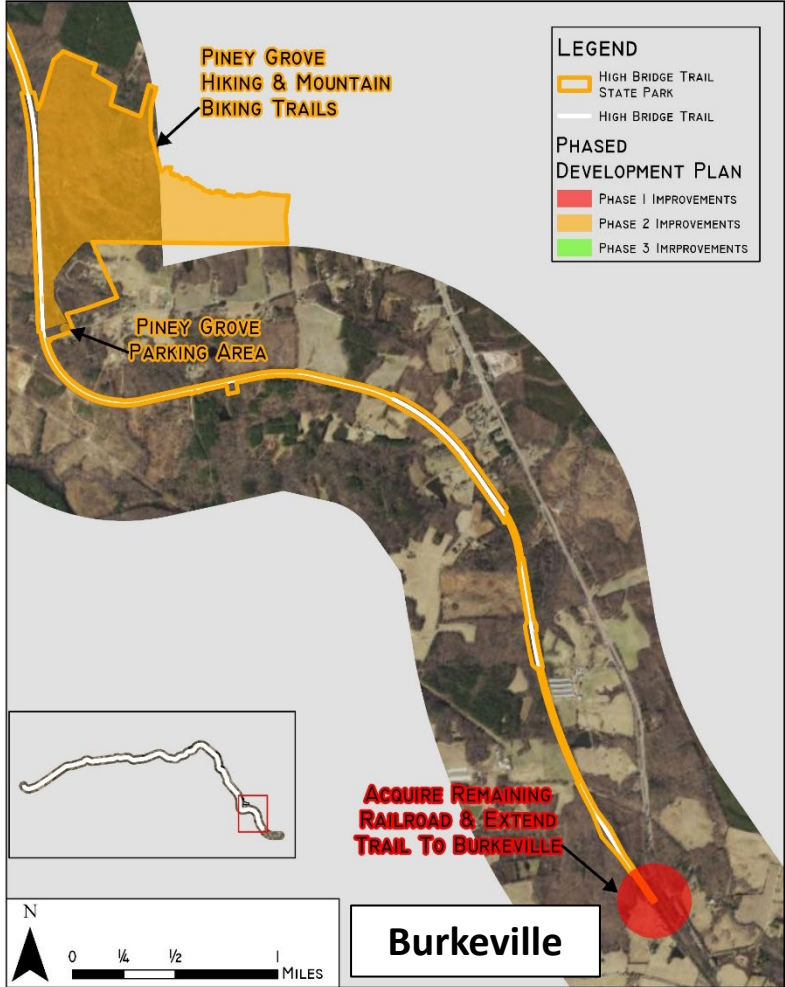 PINEY GROVE
HIKING & MOUNTAIN
BIKING TRAILS
LEGEND
HIGH BRIDGE TRAIL
STATE PARK
HIGH BRIDGE TRAIL
PHASED
DEVELOPMENT PLAN
PHASE 1 IMPROVEMENTS
PHASE 2 IMPROVEMENTS
PHASE 3 IMRPROVEMENTS
PINEY GROVE
PARKING AREA
ACQUIRE REMAINING
RAILROAD & EXTEND
TRAIL TO BURKEVILLE
N
0 ¼ ½ 1
MILES
Burkeville